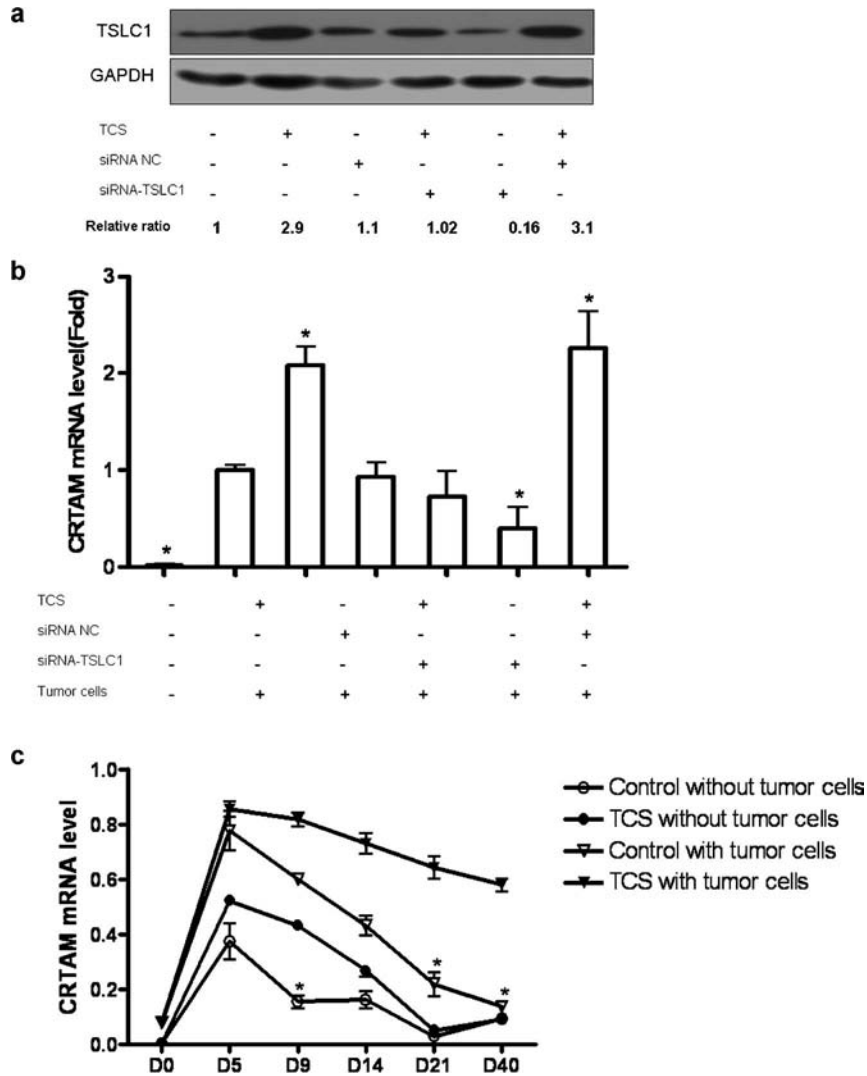 a
TSLC1
GAPDH
TCS - + - + - +
siRNA NC - - + - - +
siRNA-TSLC1 - - - + + -
Relative ratio 1 2.9 1.1 1.02 0.16 3.1
b
CRTAM mRNA level(Fold)
3
2
1
0
* * * *
TCS - + - + - +
siRNA NC - - + - - +
siRNA-TSLC1 - - - + + -
Tumor cells - + + + + +
c
CRTAM mRNA level
1.0
0.8
0.6
0.4
0.2
0.0
* * *
D0 D5 D9 D14 D21 D40
Control without tumor cells
TCS without tumor cells
Control with tumor cells
TCS with tumor cells